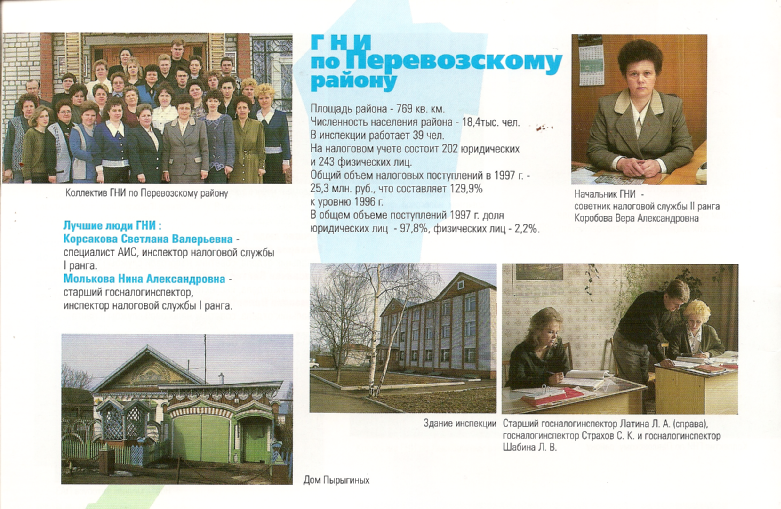 ГНИ
по Перевозскому
району
Площадь района - 769 кв. км.
Численность населения района - 18,4тыс. чел.
В инспекции работает 39 чел.
На налоговом учете состоит 202 юридических
и 243 физических лиц.
Общий объем налоговых поступлений в 1997 г. -
25,3 млн. руб., что составляет 129,9%
к уровню 1996 г.
В общем объеме поступлений 1997 г. доля
юридических лиц - 97,8%, физических лиц - 2,2%.
Коллектив ГНИ по Перевозскому району
Начальник ГНИ -
советник налоговой службы II ранга
Коробова Вера Александровна
Лучшие люди ГНИ :
Корсакова Светлана Валерьевна -
специалист АИС, инспектор налоговой службы
I ранга.
Молькова Нина Александровна -
старший госналогинспектор,
инспектор налоговой службы I ранга.
Здание инспекции
Старший госналогинспектор Латина Л. А. (справа),
госналогинспектор Страхов С. К. и госналогинспектор
Шабина Л. В.
Дом Пырыгиных